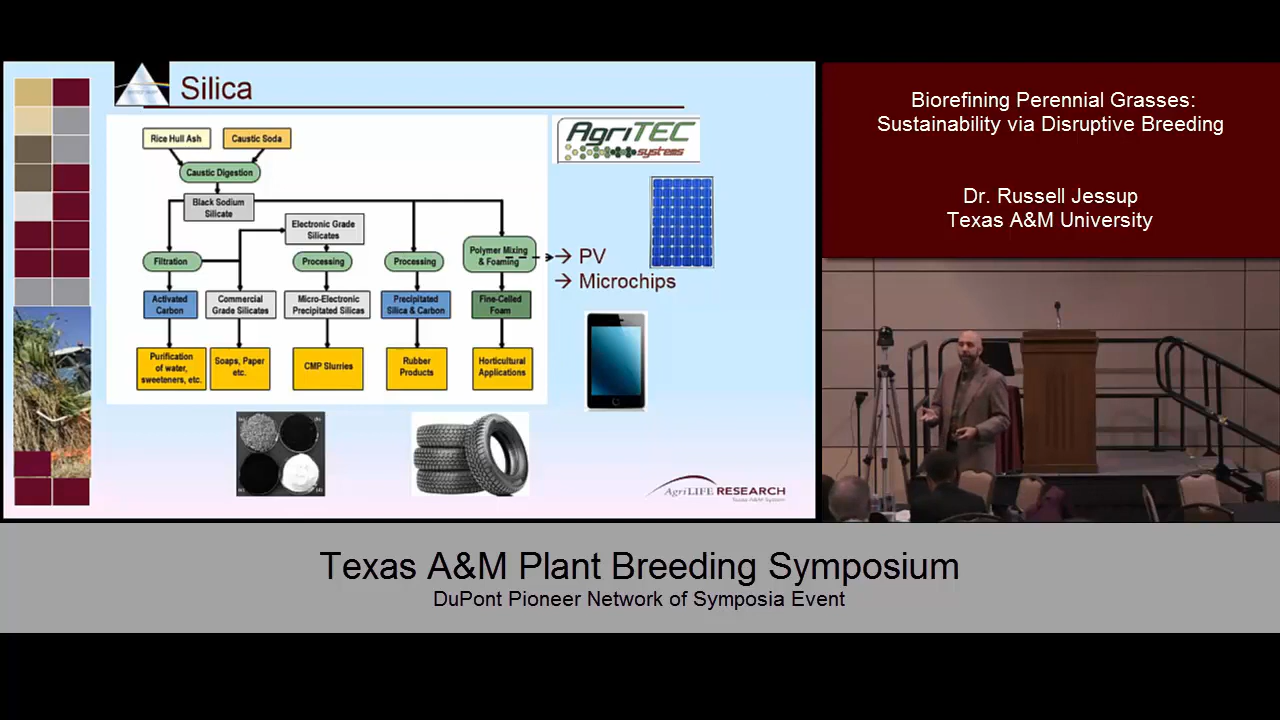 Silica
Rice Hull Ash
Caustic Soda
Caustic Digestion
Black Sodium
Silicate
Electronic Grade
Silicates
Filtration
Processing
Processing
Polymer Mixing
& Foaming
Activated
Carbon
Commercial
Grade Silicates
Micro-Electronic
Precipitated Silicas
Precipitated
Silica & Carbon
Fine-Celled
Foam
Purification
of water,
sweeteners, etc.
Soaps, Paper
etc.
CMP Slurries
Rubber
Products
Horticultural
Applications
AgriTEC
systems
→ PV
→ Microchips
AgriLIFE RESEARCH
Texas A&M System
Biorefining Perennial Grasses:
Sustainability via Disruptive Breeding
Dr. Russell Jessup
Texas A&M University
Texas A&M Plant Breeding Symposium
DuPont Pioneer Network of Symposia Event